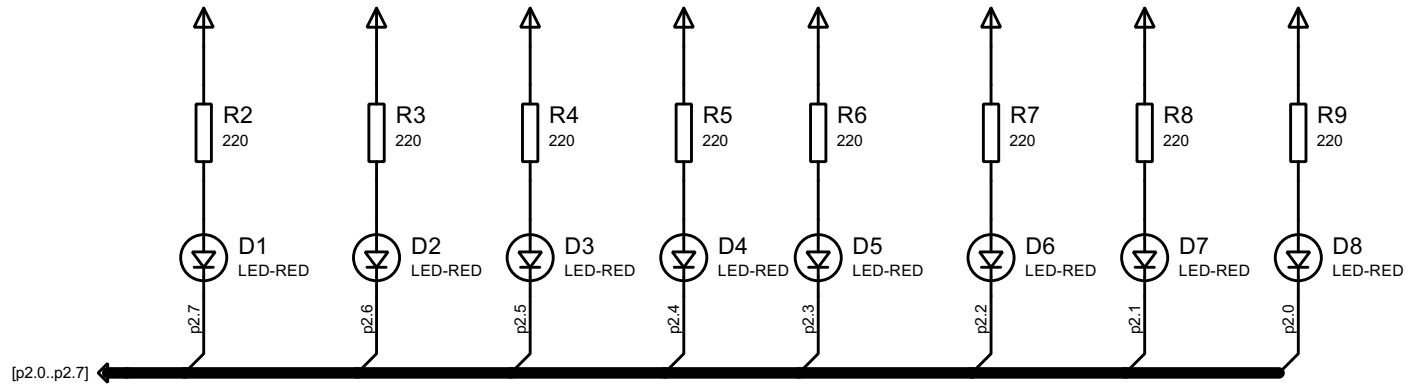 R2
220
R3
220
R4
220
R5
220
R6
220
R7
220
R8
220
R9
220
D1
LED-RED
D2
LED-RED
D3
LED-RED
D4
LED-RED
D5
LED-RED
D6
LED-RED
D7
LED-RED
D8
LED-RED
p2.7
p2.6
p2.5
p2.4
p2.3
p2.2
p2.1
p2.0
[p2.0..p2.7]